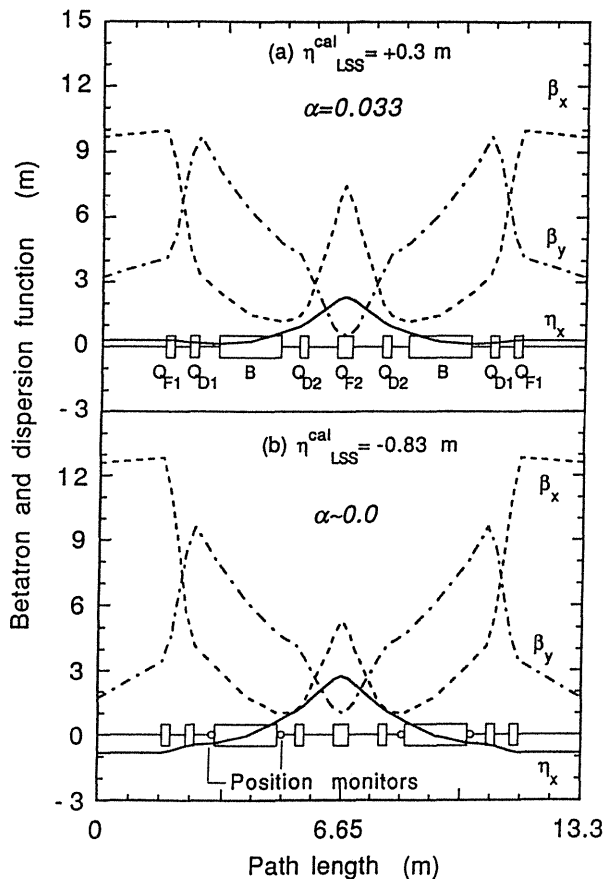 15
12
9
6
3
0
-3
(a) η^cal_LSS = +0.3 m
α=0.033
β_x
β_y
η_x
Q_F1 Q_D1 B Q_D2 Q_F2 Q_D2 B Q_D1 Q_F1
Betatron and dispersion function (m)
12
9
6
3
0
-3
(b) η^cal_LSS = -0.83 m
α~0.0
β_x
β_y
η_x
Position monitors
0 6.65 13.3
Path length (m)